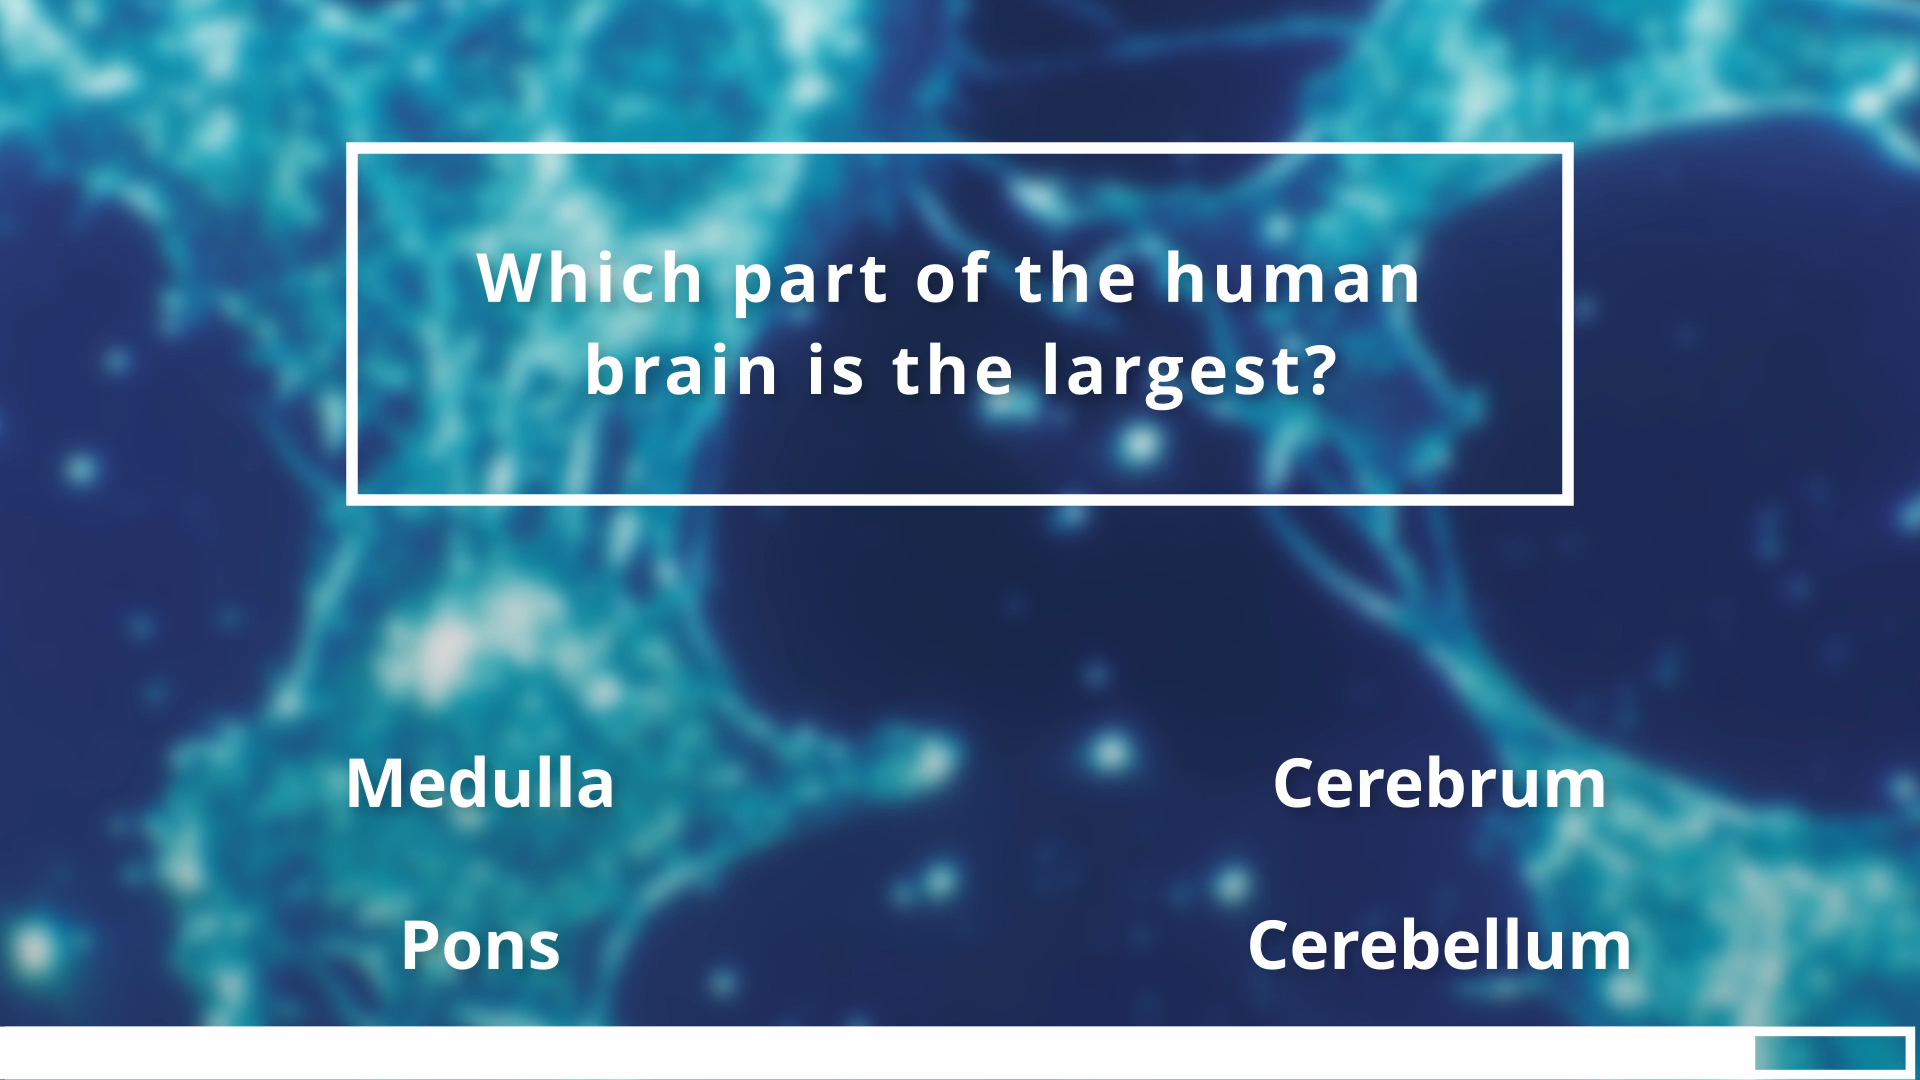 Which part of the human
brain is the largest?
Medulla
Cerebrum
Pons
Cerebellum